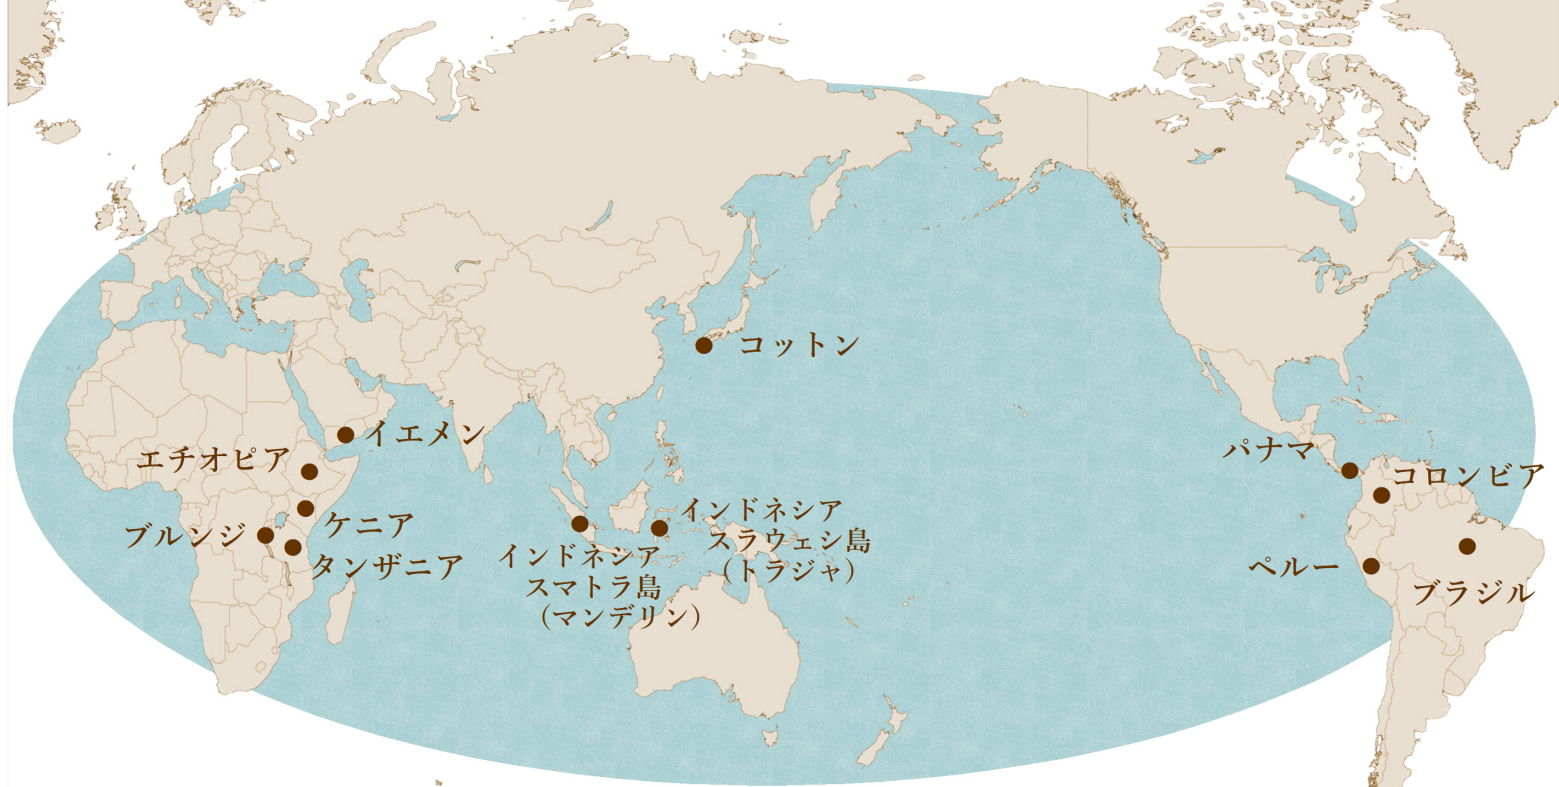 コットン
イエメン
エチオピア
ケニア
ブルンジ
タンザニア
インドネシア
スマトラ島
（マンデリン）
インドネシア
スラウェシ島
（トラジャ）
パナマ
コロンビア
ペルー
ブラジル